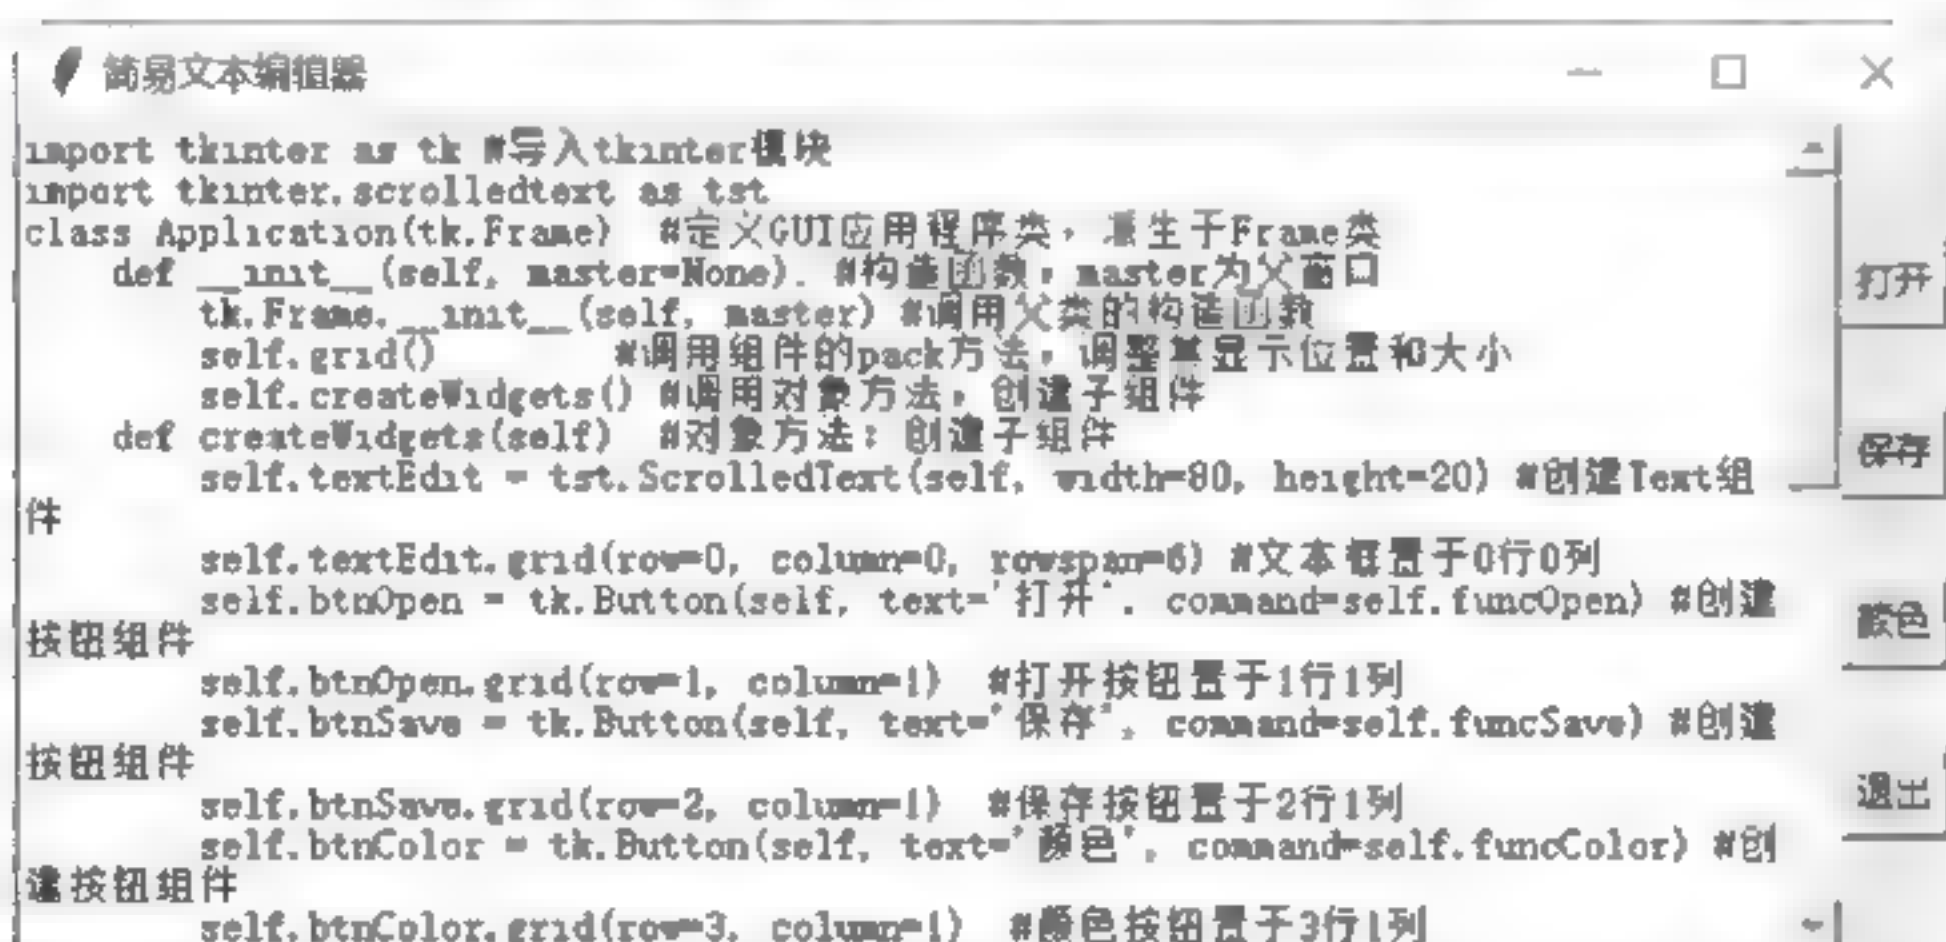 简易文本编辑器
import tkinter as tk #导入tkinter模块
import tkinter.scrolledtext as tst
class Application(tk.Frame)  #定义GUI应用程序类，派生于Frame类
    def __init__(self, master=None). #构造函数，master为父窗口
        tk.Frame.__init__(self, master) #调用父类的构造函数
        self.grid()        #调用组件的pack方法，调整其显示位置和大小
        self.createWidgets() #调用对象方法，创建子组件
    def createWidgets(self)  #对象方法：创建子组件
        self.textEdit = tst.ScrolledText(self, width=80, height=20) #创建Text组
件
        self.textEdit.grid(row=0, column=0, rowspan=6) #文本框置于0行0列
        self.btnOpen = tk.Button(self, text='打开', command=self.funcOpen) #创建
按钮组件
        self.btnOpen.grid(row=1, column=1)  #打开按钮置于1行1列
        self.btnSave = tk.Button(self, text='保存', command=self.funcSave) #创建
按钮组件
        self.btnSave.grid(row=2, column=1)  #保存按钮置于2行1列
        self.btnColor = tk.Button(self, text='颜色', command=self.funcColor) #创
建按钮组件
        self.btnColor.grid(row=3, column=1)  #颜色按钮置于3行1列
打开
保存
颜色
退出